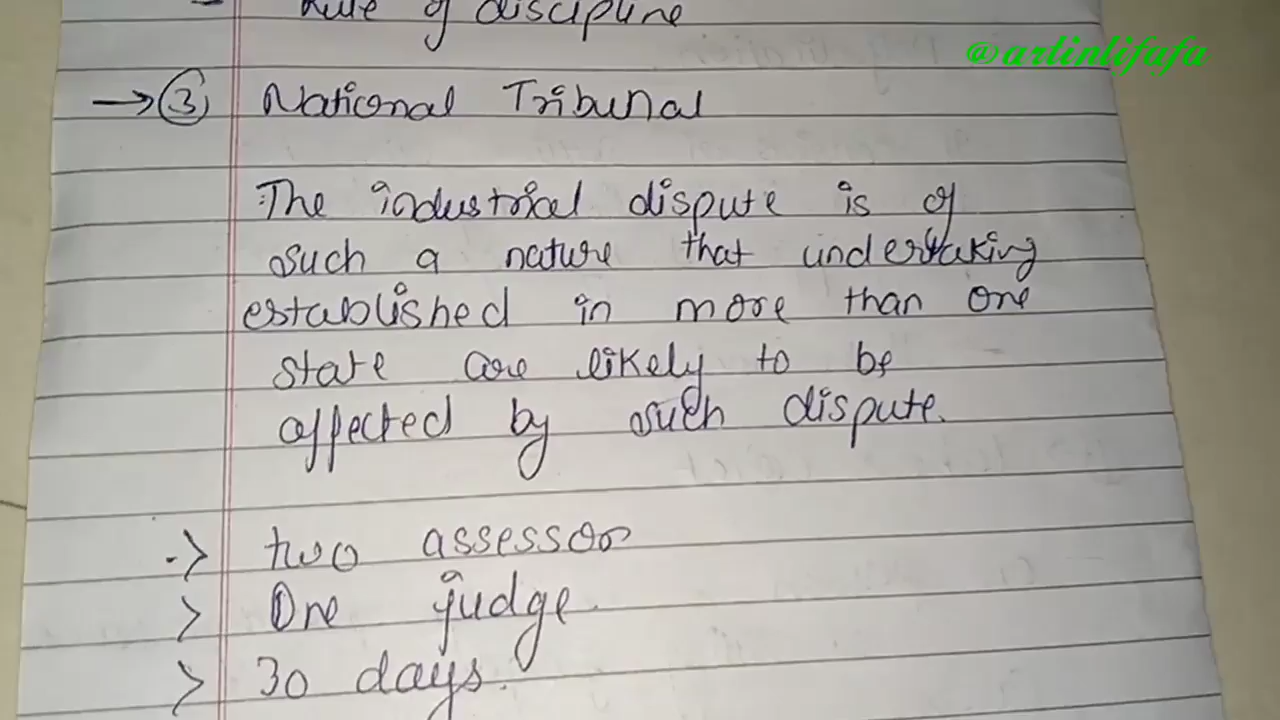 Rule of discipline
@arlinlifafa
→ ③ National Tribunal
The industrial dispute is of
such a nature that undertaking
established in more than one
state are likely to be
affected by such dispute.
-> two assessor
> One judge.
> 30 days.